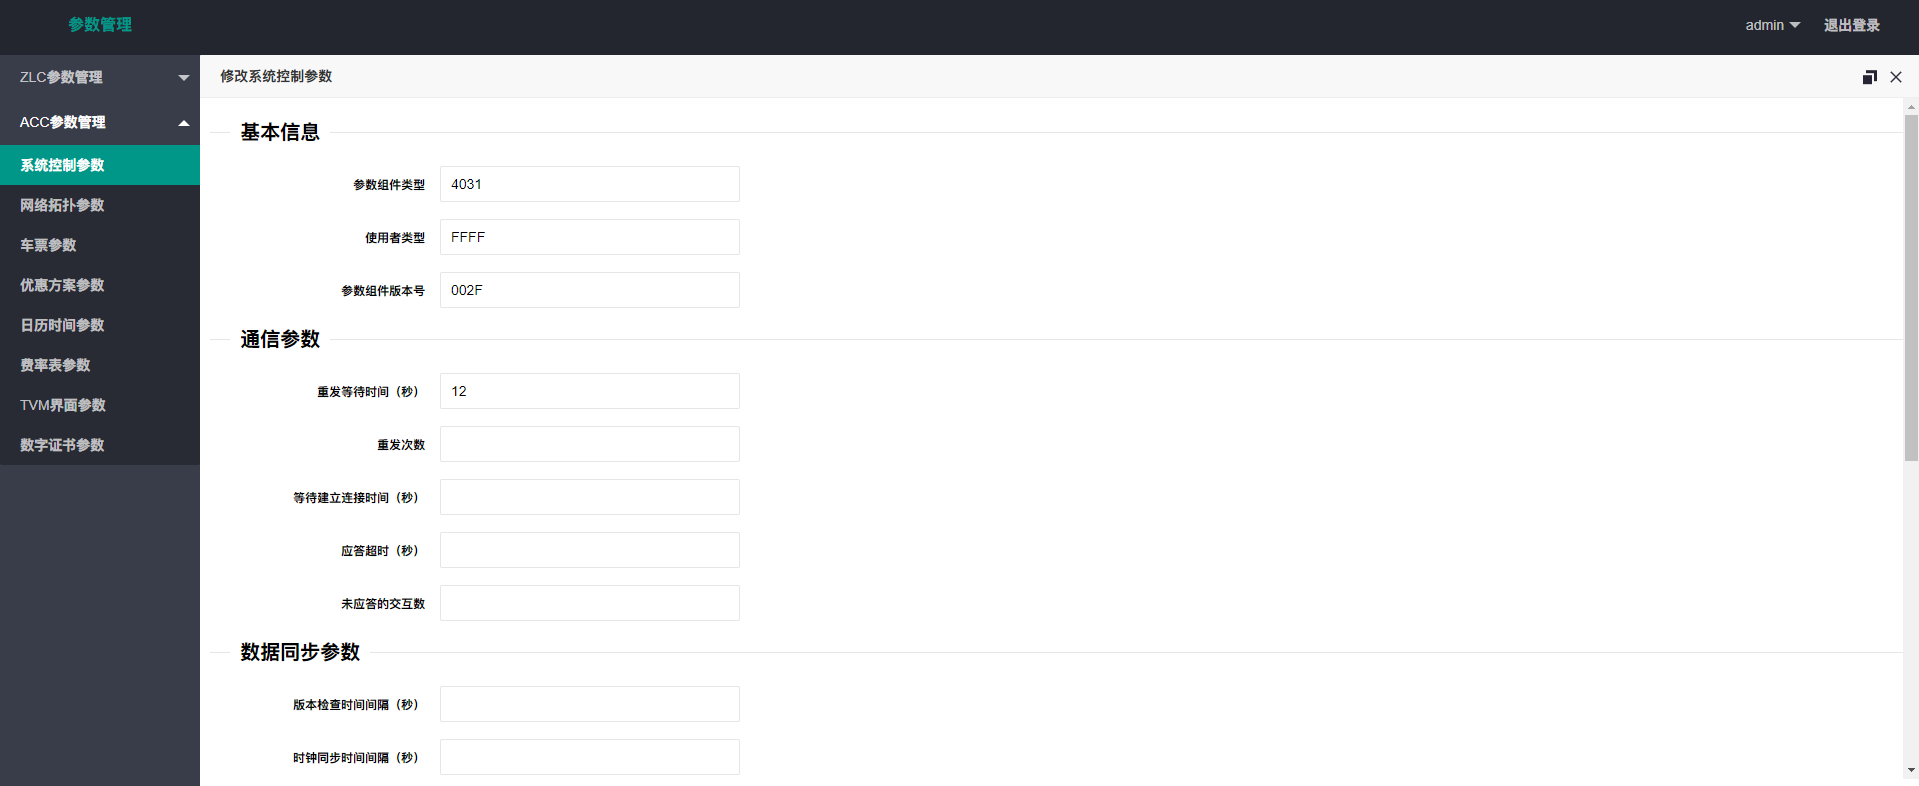 参数管理
admin
退出登录
ZLC参数管理
ACC参数管理
系统控制参数
网络拓扑参数
车票参数
优惠方案参数
日历时间参数
费率表参数
TVM界面参数
数字证书参数
修改系统控制参数
基本信息
参数组件类型 4031
使用者类型 FFFF
参数组件版本号 002F
通信参数
重发等待时间（秒） 12
重发次数
等待建立连接时间（秒）
应答超时（秒）
未应答的交互数
数据同步参数
版本检查时间间隔（秒）
时钟同步时间间隔（秒）